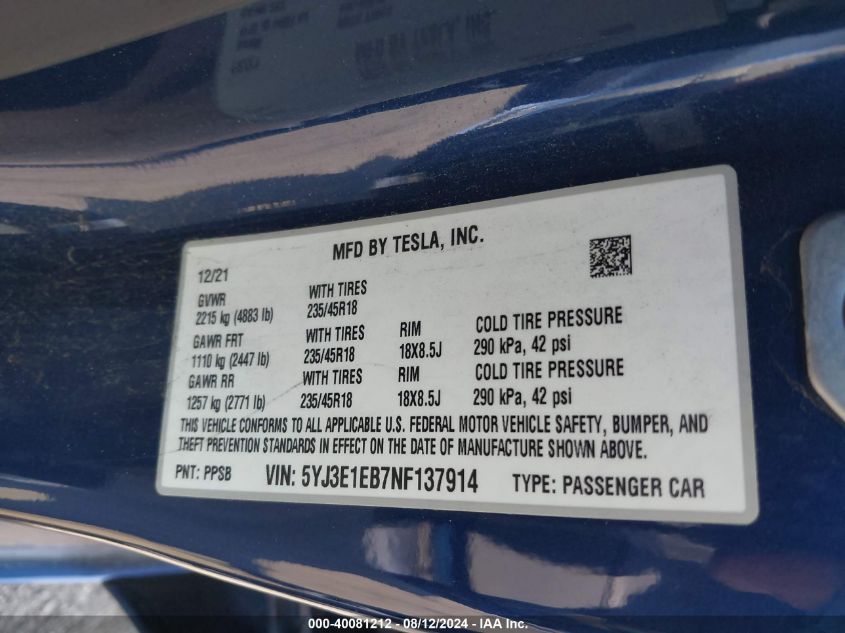 MFD BY TESLA, INC.
12/21
GVWR WITH TIRES
2215 kg (4883 lb) 235/45R18
GAWR FRT WITH TIRES RIM COLD TIRE PRESSURE
1110 kg (2447 lb) 235/45R18 18X8.5J 290 kPa, 42 psi
GAWR RR WITH TIRES RIM COLD TIRE PRESSURE
1257 kg (2771 lb) 235/45R18 18X8.5J 290 kPa, 42 psi
THIS VEHICLE CONFORMS TO ALL APPLICABLE U.S. FEDERAL MOTOR VEHICLE SAFETY, BUMPER, AND
THEFT PREVENTION STANDARDS IN EFFECT ON THE DATE OF MANUFACTURE SHOWN ABOVE.
PNT: PPSB VIN: 5YJ3E1EB7NF137914 TYPE: PASSENGER CAR
000-40081212 - 08/12/2024 - IAA Inc.